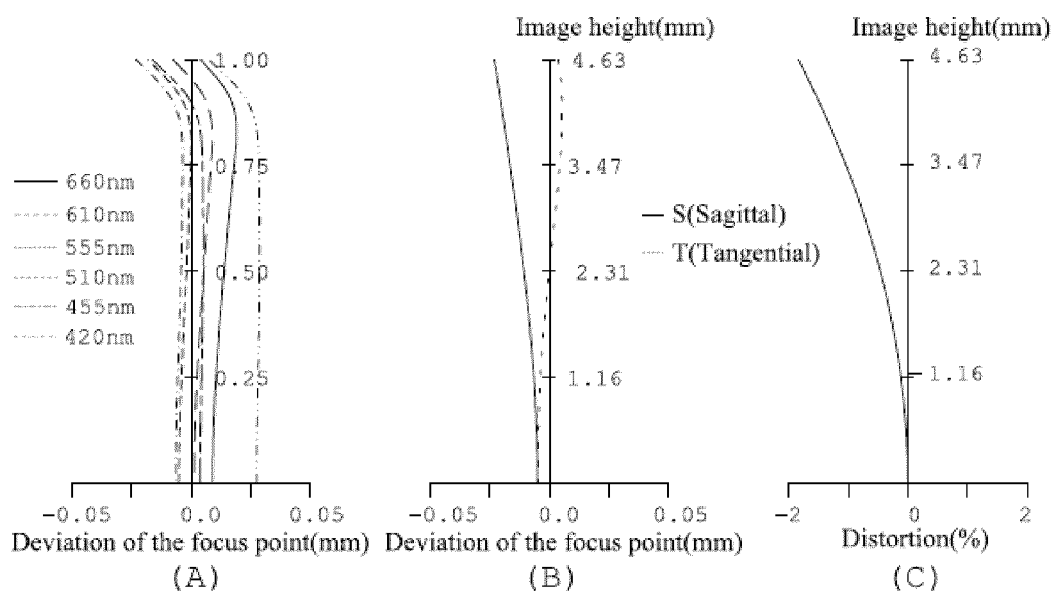 Image height(mm)
Image height(mm)
1.00
4.63
4.63
0.75
3.47
3.47
660nm
610nm
555nm
510nm
455nm
420nm
S(Sagittal)
T(Tangential)
0.50
2.31
2.31
0.25
1.16
1.16
-0.05 0.0 0.05
-0.05 0.0 0.05
-2 0 2
Deviation of the focus point(mm)
Deviation of the focus point(mm)
Distortion(%)
(A)
(B)
(C)